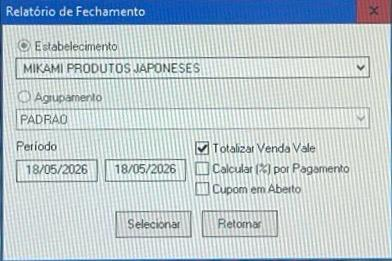 Relatório de Fechamento
Estabelecimento
MIKAMI PRODUTOS JAPONESES
Agrupamento
PADRAO
Período
18/05/2026 18/05/2026
Totalizar Venda Vale
Calcular (%) por Pagamento
Cupom em Aberto
Selecionar Retornar